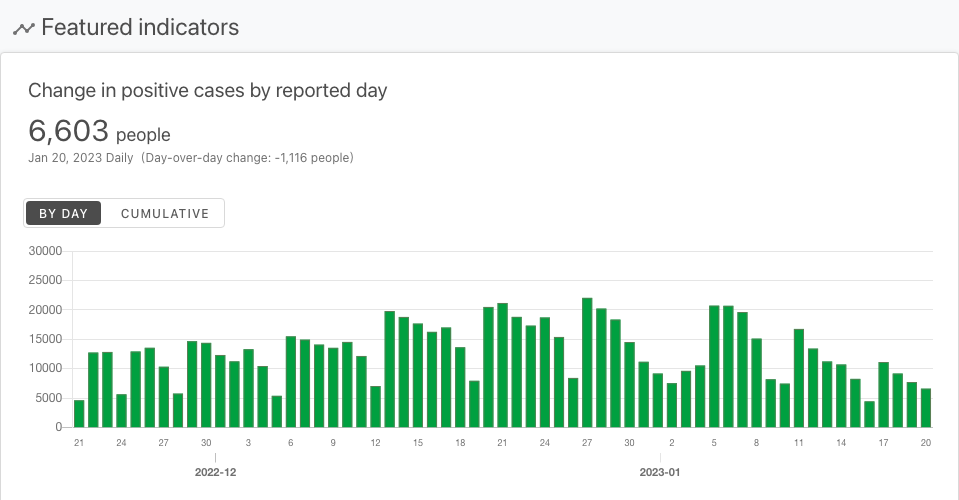 Featured indicators
Change in positive cases by reported day
6,603 people
Jan 20, 2023 Daily (Day-over-day change: -1,116 people)
BY DAY CUMULATIVE
30000
25000
20000
15000
10000
5000
0
21 24 27 30 3 6 9 12 15 18 21 24 27 30 2 5 8 11 14 17 20
2022-12 2023-01